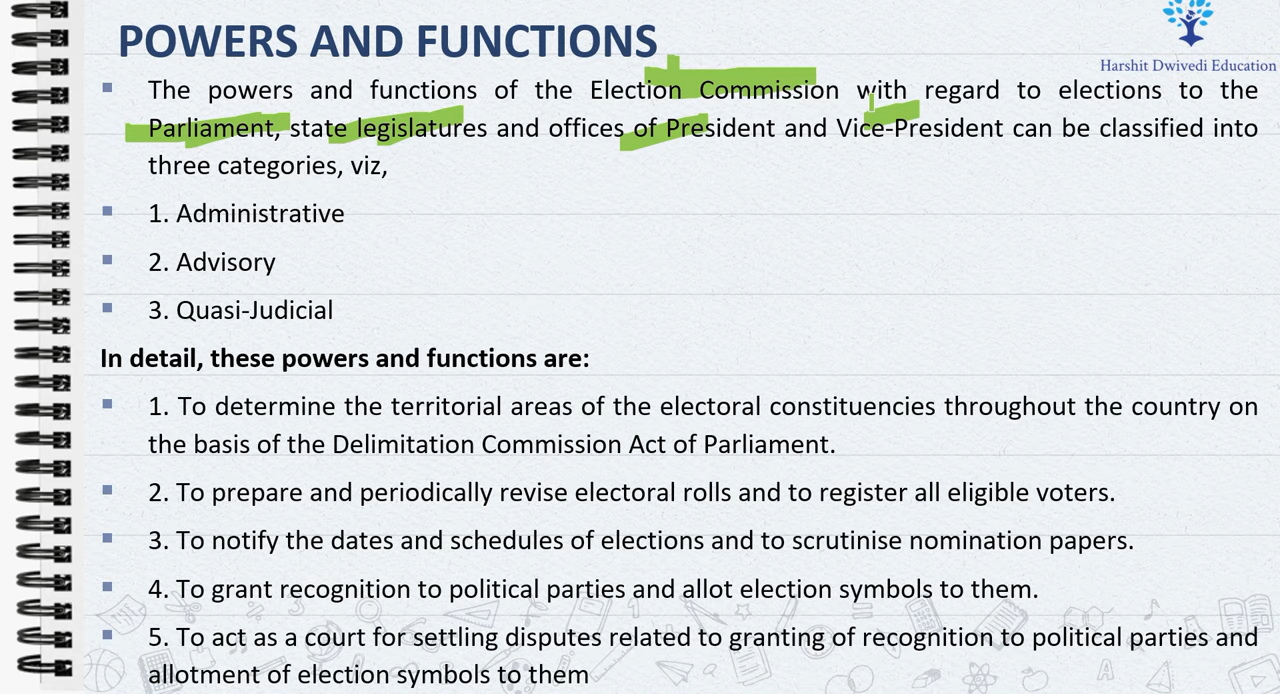 POWERS AND FUNCTIONS
Harshit Dwivedi Education
The powers and functions of the Election Commission with regard to elections to the
Parliament, state legislatures and offices of President and Vice-President can be classified into
three categories, viz,
1. Administrative
2. Advisory
3. Quasi-Judicial
In detail, these powers and functions are:
1. To determine the territorial areas of the electoral constituencies throughout the country on
the basis of the Delimitation Commission Act of Parliament.
2. To prepare and periodically revise electoral rolls and to register all eligible voters.
3. To notify the dates and schedules of elections and to scrutinise nomination papers.
4. To grant recognition to political parties and allot election symbols to them.
5. To act as a court for settling disputes related to granting of recognition to political parties and
allotment of election symbols to them